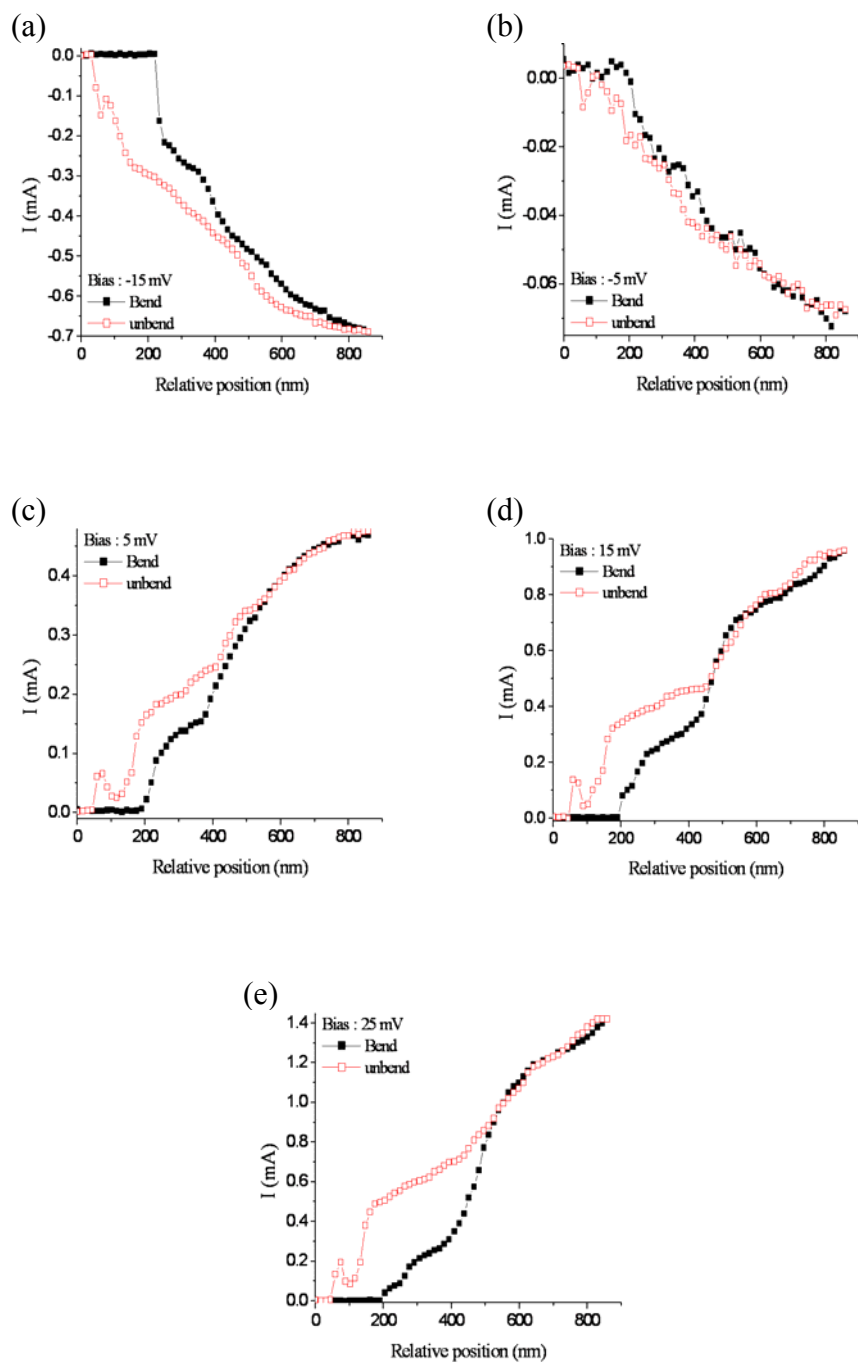 (a)
0.0
-0.1
-0.2
-0.3
-0.4
-0.5
-0.6
-0.7
I (mA)
Bias : -15 mV
Bend
unbend
0 200 400 600 800
Relative position (nm)
(b)
0.00
-0.02
-0.04
-0.06
I (mA)
Bias : -5 mV
Bend
unbend
0 200 400 600 800
Relative position (nm)
(c)
Bias : 5 mV
Bend
unbend
0.4
0.3
0.2
0.1
0.0
I (mA)
0 200 400 600 800
Relative position (nm)
(d)
Bias : 15 mV
Bend
unbend
1.0
0.8
0.6
0.4
0.2
0.0
I (mA)
0 200 400 600 800
Relative position (nm)
(e)
Bias : 25 mV
Bend
unbend
1.4
1.2
1.0
0.8
0.6
0.4
0.2
0.0
I (mA)
0 200 400 600 800
Relative position (nm)